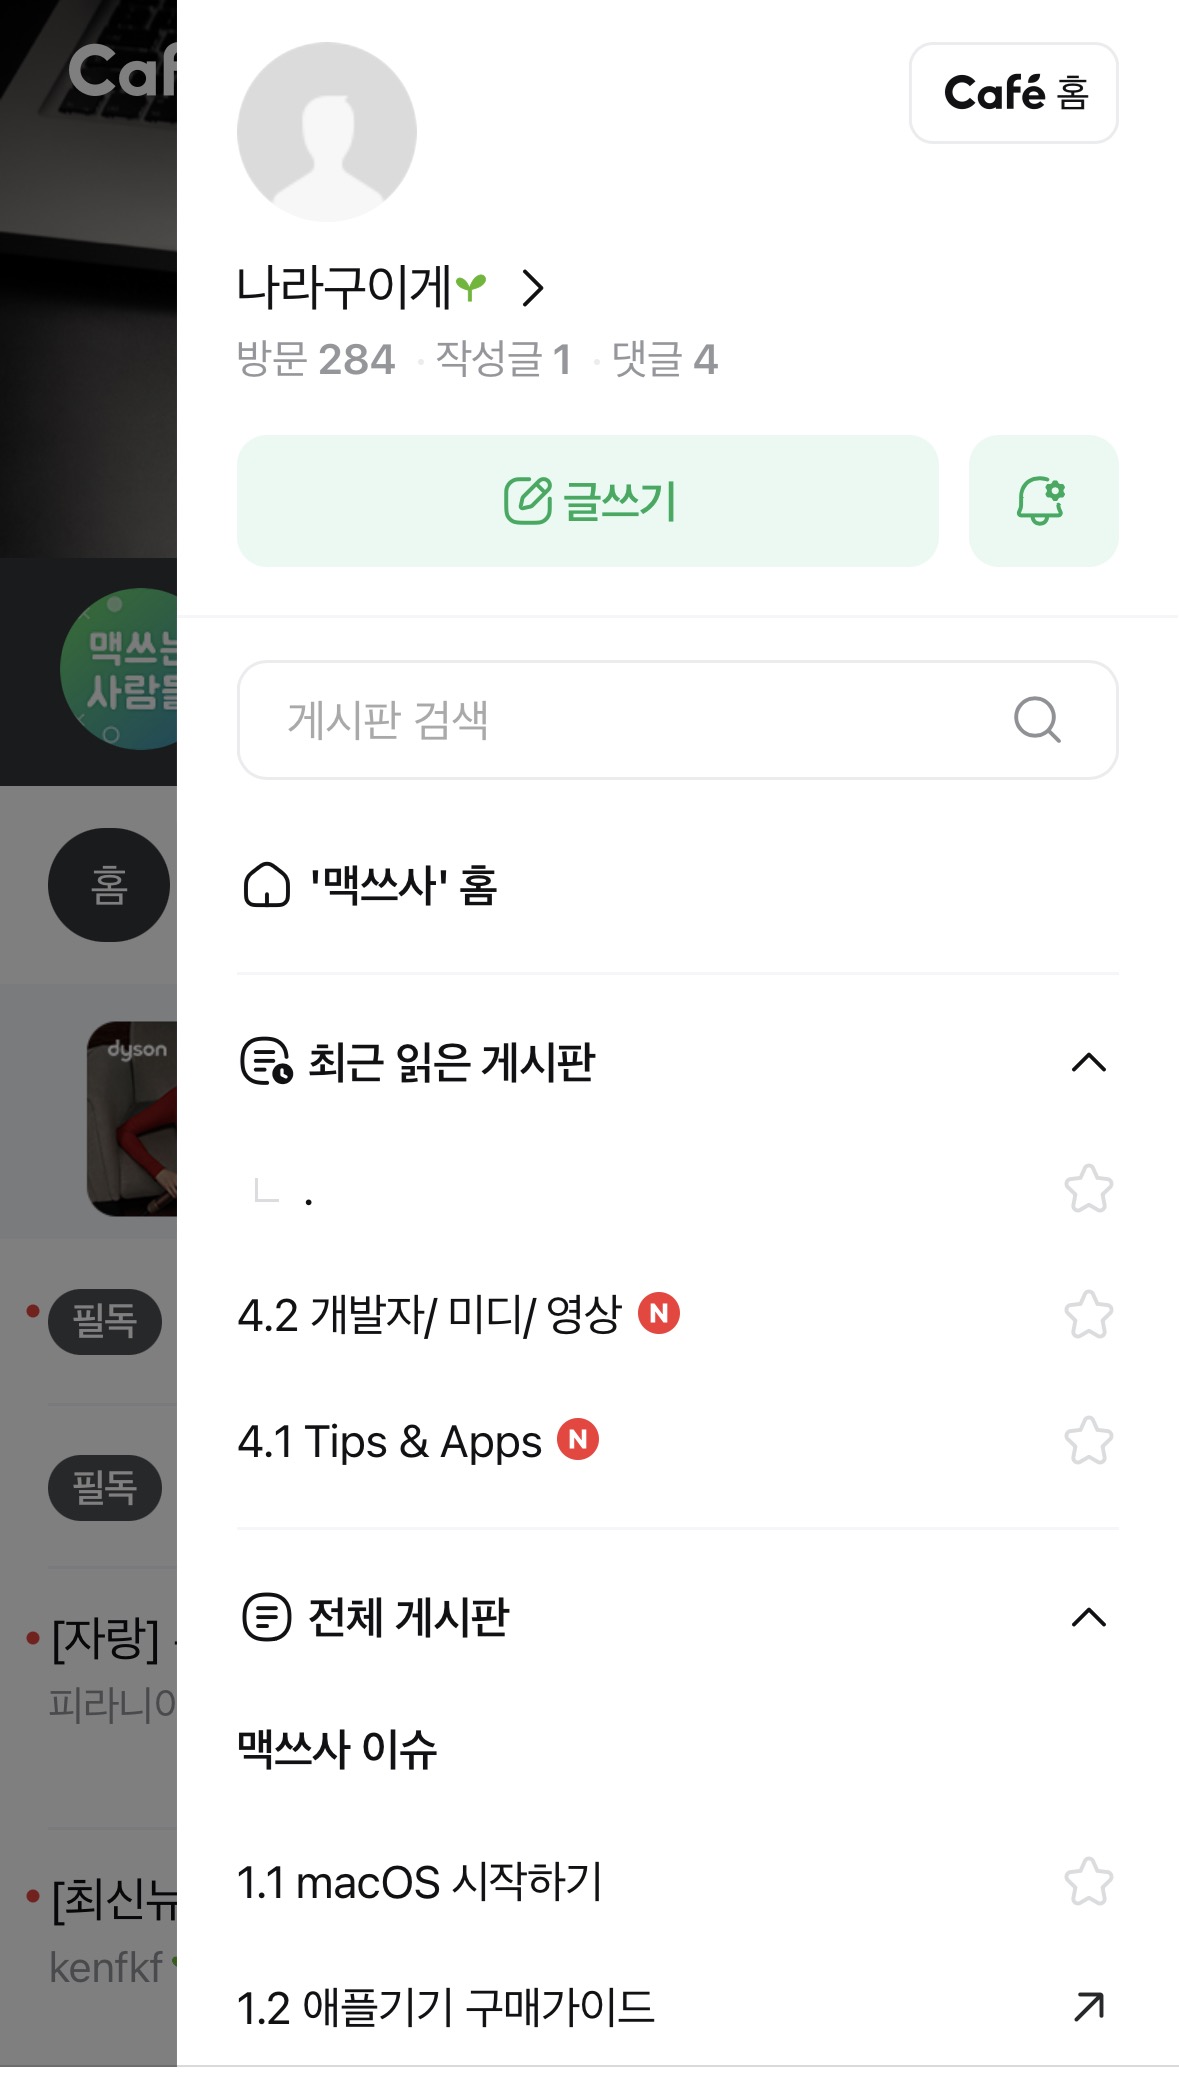 Caf
Café 홈
나라구이게
방문 284 · 작성글 1 · 댓글 4
글쓰기
맥쓰는
사람들
게시판 검색
홈
'맥쓰사' 홈
dyson
최근 읽은 게시판
.
필독
4.2 개발자/ 미디/ 영상 N
4.1 Tips & Apps N
필독
전체 게시판
[자랑]
피라니아
맥쓰사 이슈
1.1 macOS 시작하기
[최신뉴
kenfkf
1.2 애플기기 구매가이드